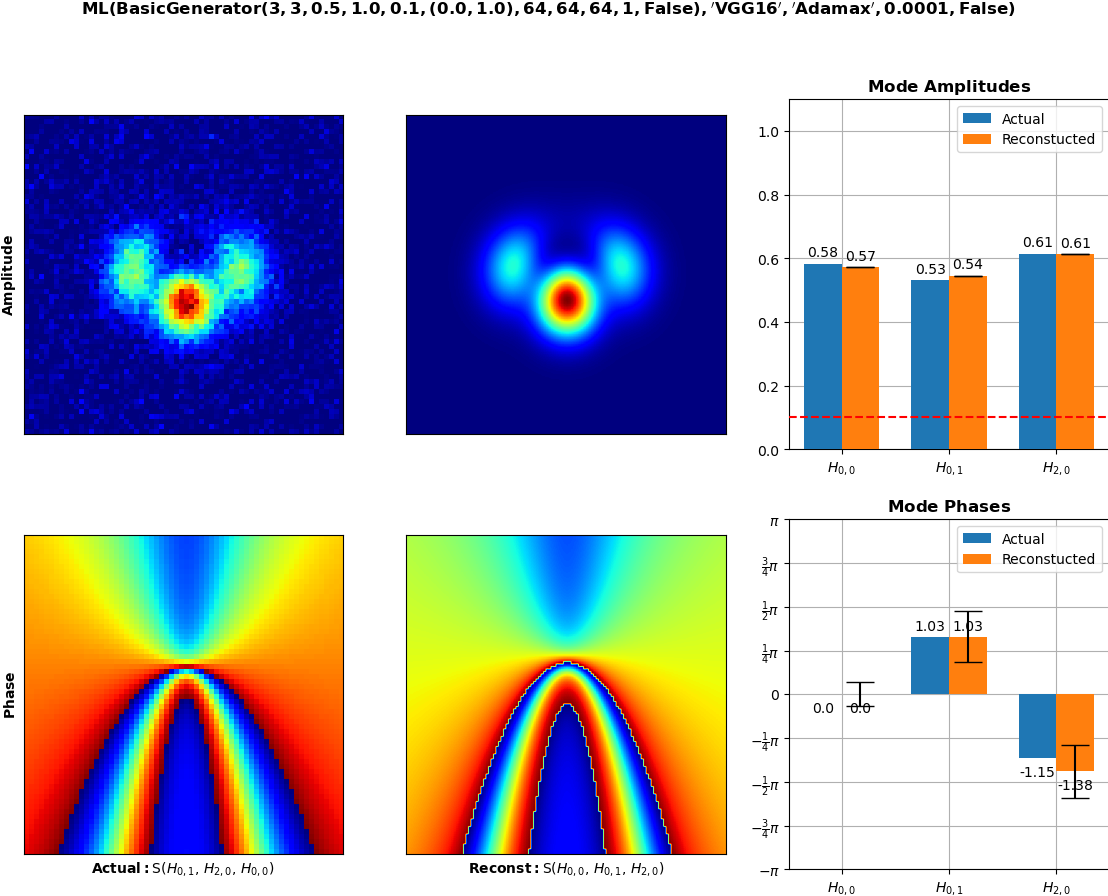 ML(BasicGenerator(3, 3, 0.5, 1.0, 0.1, (0.0, 1.0), 64, 64, 64, 1, False), ′VGG16′, ′Adamax′, 0.0001, False)
Amplitude
Mode Amplitudes
Actual
Reconstucted
1.0
0.8
0.6
0.4
0.2
0.0
0.58
0.57
0.53
0.54
0.61
0.61
H0,0
H0,1
H2,0
Phase
Actual: S(H0,1, H2,0, H0,0)
Reconst: S(H0,0, H0,1, H2,0)
Mode Phases
Actual
Reconstucted
π
3/4π
1/2π
1/4π
0
−1/4π
−1/2π
−3/4π
−π
0.0
0.0
1.03
1.03
-1.15
-1.38
H0,0
H0,1
H2,0